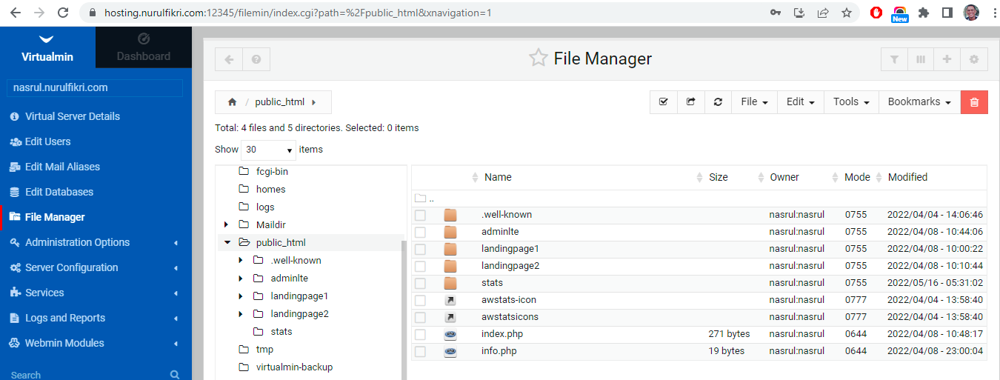 hosting.nurulfikri.com:12345/filemin/index.cgi?path=%2Fpublic_html&xnavigation=1
New
Virtualmin
Dashboard
nasrul.nurulfikri.com
Virtual Server Details
Edit Users
Edit Mail Aliases
Edit Databases
File Manager
Administration Options
Server Configuration
Services
Logs and Reports
Webmin Modules
Search
File Manager
/ public_html
File Edit Tools Bookmarks
Total: 4 files and 5 directories. Selected: 0 items
Show 30 items
fcgi-bin
homes
logs
Maildir
public_html
.well-known
adminlte
landingpage1
landingpage2
stats
tmp
virtualmin-backup
Name Size Owner Mode Modified
..
.well-known nasrul:nasrul 0755 2022/04/04 - 14:06:46
adminlte nasrul:nasrul 0755 2022/04/08 - 10:44:06
landingpage1 nasrul:nasrul 0755 2022/04/08 - 10:00:22
landingpage2 nasrul:nasrul 0755 2022/04/08 - 10:10:44
stats nasrul:nasrul 0755 2022/05/16 - 05:31:02
awstats-icon nasrul:nasrul 0777 2022/04/04 - 13:58:40
awstatsicons nasrul:nasrul 0777 2022/04/04 - 13:58:40
index.php 271 bytes nasrul:nasrul 0644 2022/04/08 - 10:48:17
info.php 19 bytes nasrul:nasrul 0644 2022/04/08 - 23:00:04